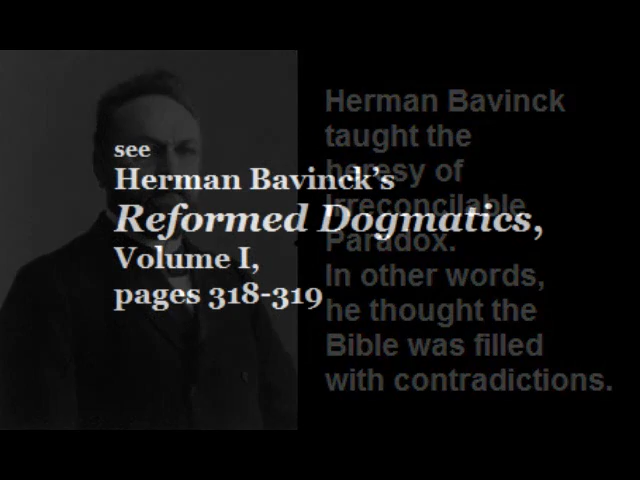 see
Herman Bavinck's
Reformed Dogmatics,
Volume I,
pages 318-319
Herman Bavinck
taught the
heresy of
Irreconcilable
Paradox.
In other words,
he thought the
Bible was filled
with contradictions.